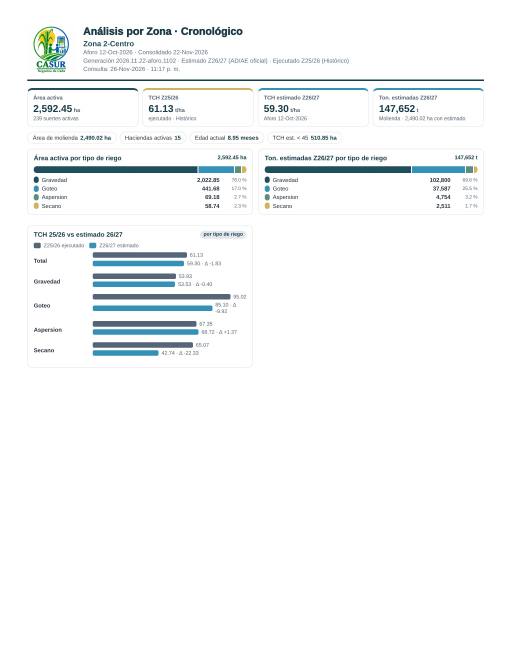 CASUR
Análisis por Zona · Cronológico
Zona 2-Centro
Aforo 12-Oct-2026 · Consolidado 22-Nov-2026
Generación 2026.11.22-aforo.1102 · Estimado Z26/27 [ADIAE oficial] · Ejecutado Z25/26 (Histórico)
Consulta: 26-Nov-2026 · 11:17 p. m.
Área activa
2,592.45 ha
239 suertes activas
TCH Z25/26
61.13 t/ha
ejecutado · Histórico
TCH estimado Z26/27
59.30 t/ha
Aforo 12-Oct-2026
Ton. estimadas Z26/27
147,652 t
Molienda · 2,490.02 ha con estimado
Área de molienda 2,490.02 ha
Haciendas activas 15
Edad actual 8.95 meses
TCH est. < 45 510.85 ha
Área activa por tipo de riego 2,592.45 ha
Gravedad 2,022.85 78.0 %
Goteo 441.68 17.0 %
Aspersion 69.18 2.7 %
Secano 58.74 2.3 %
Ton. estimadas Z26/27 por tipo de riego 147,652 t
Gravedad 102,800 69.6 %
Goteo 37,587 25.5 %
Aspersion 4,754 3.2 %
Secano 2,511 1.7 %
TCH 25/26 vs estimado 26/27 por tipo de riego
Z25/26 ejecutado Z26/27 estimado
Total 61.13
59.30 · Δ -1.83
Gravedad 53.93
53.53 · Δ -0.40
Goteo 95.02
85.10 · Δ
-9.92
Aspersion 67.35
68.72 · Δ +1.37
Secano 65.07
42.74 · Δ -22.33